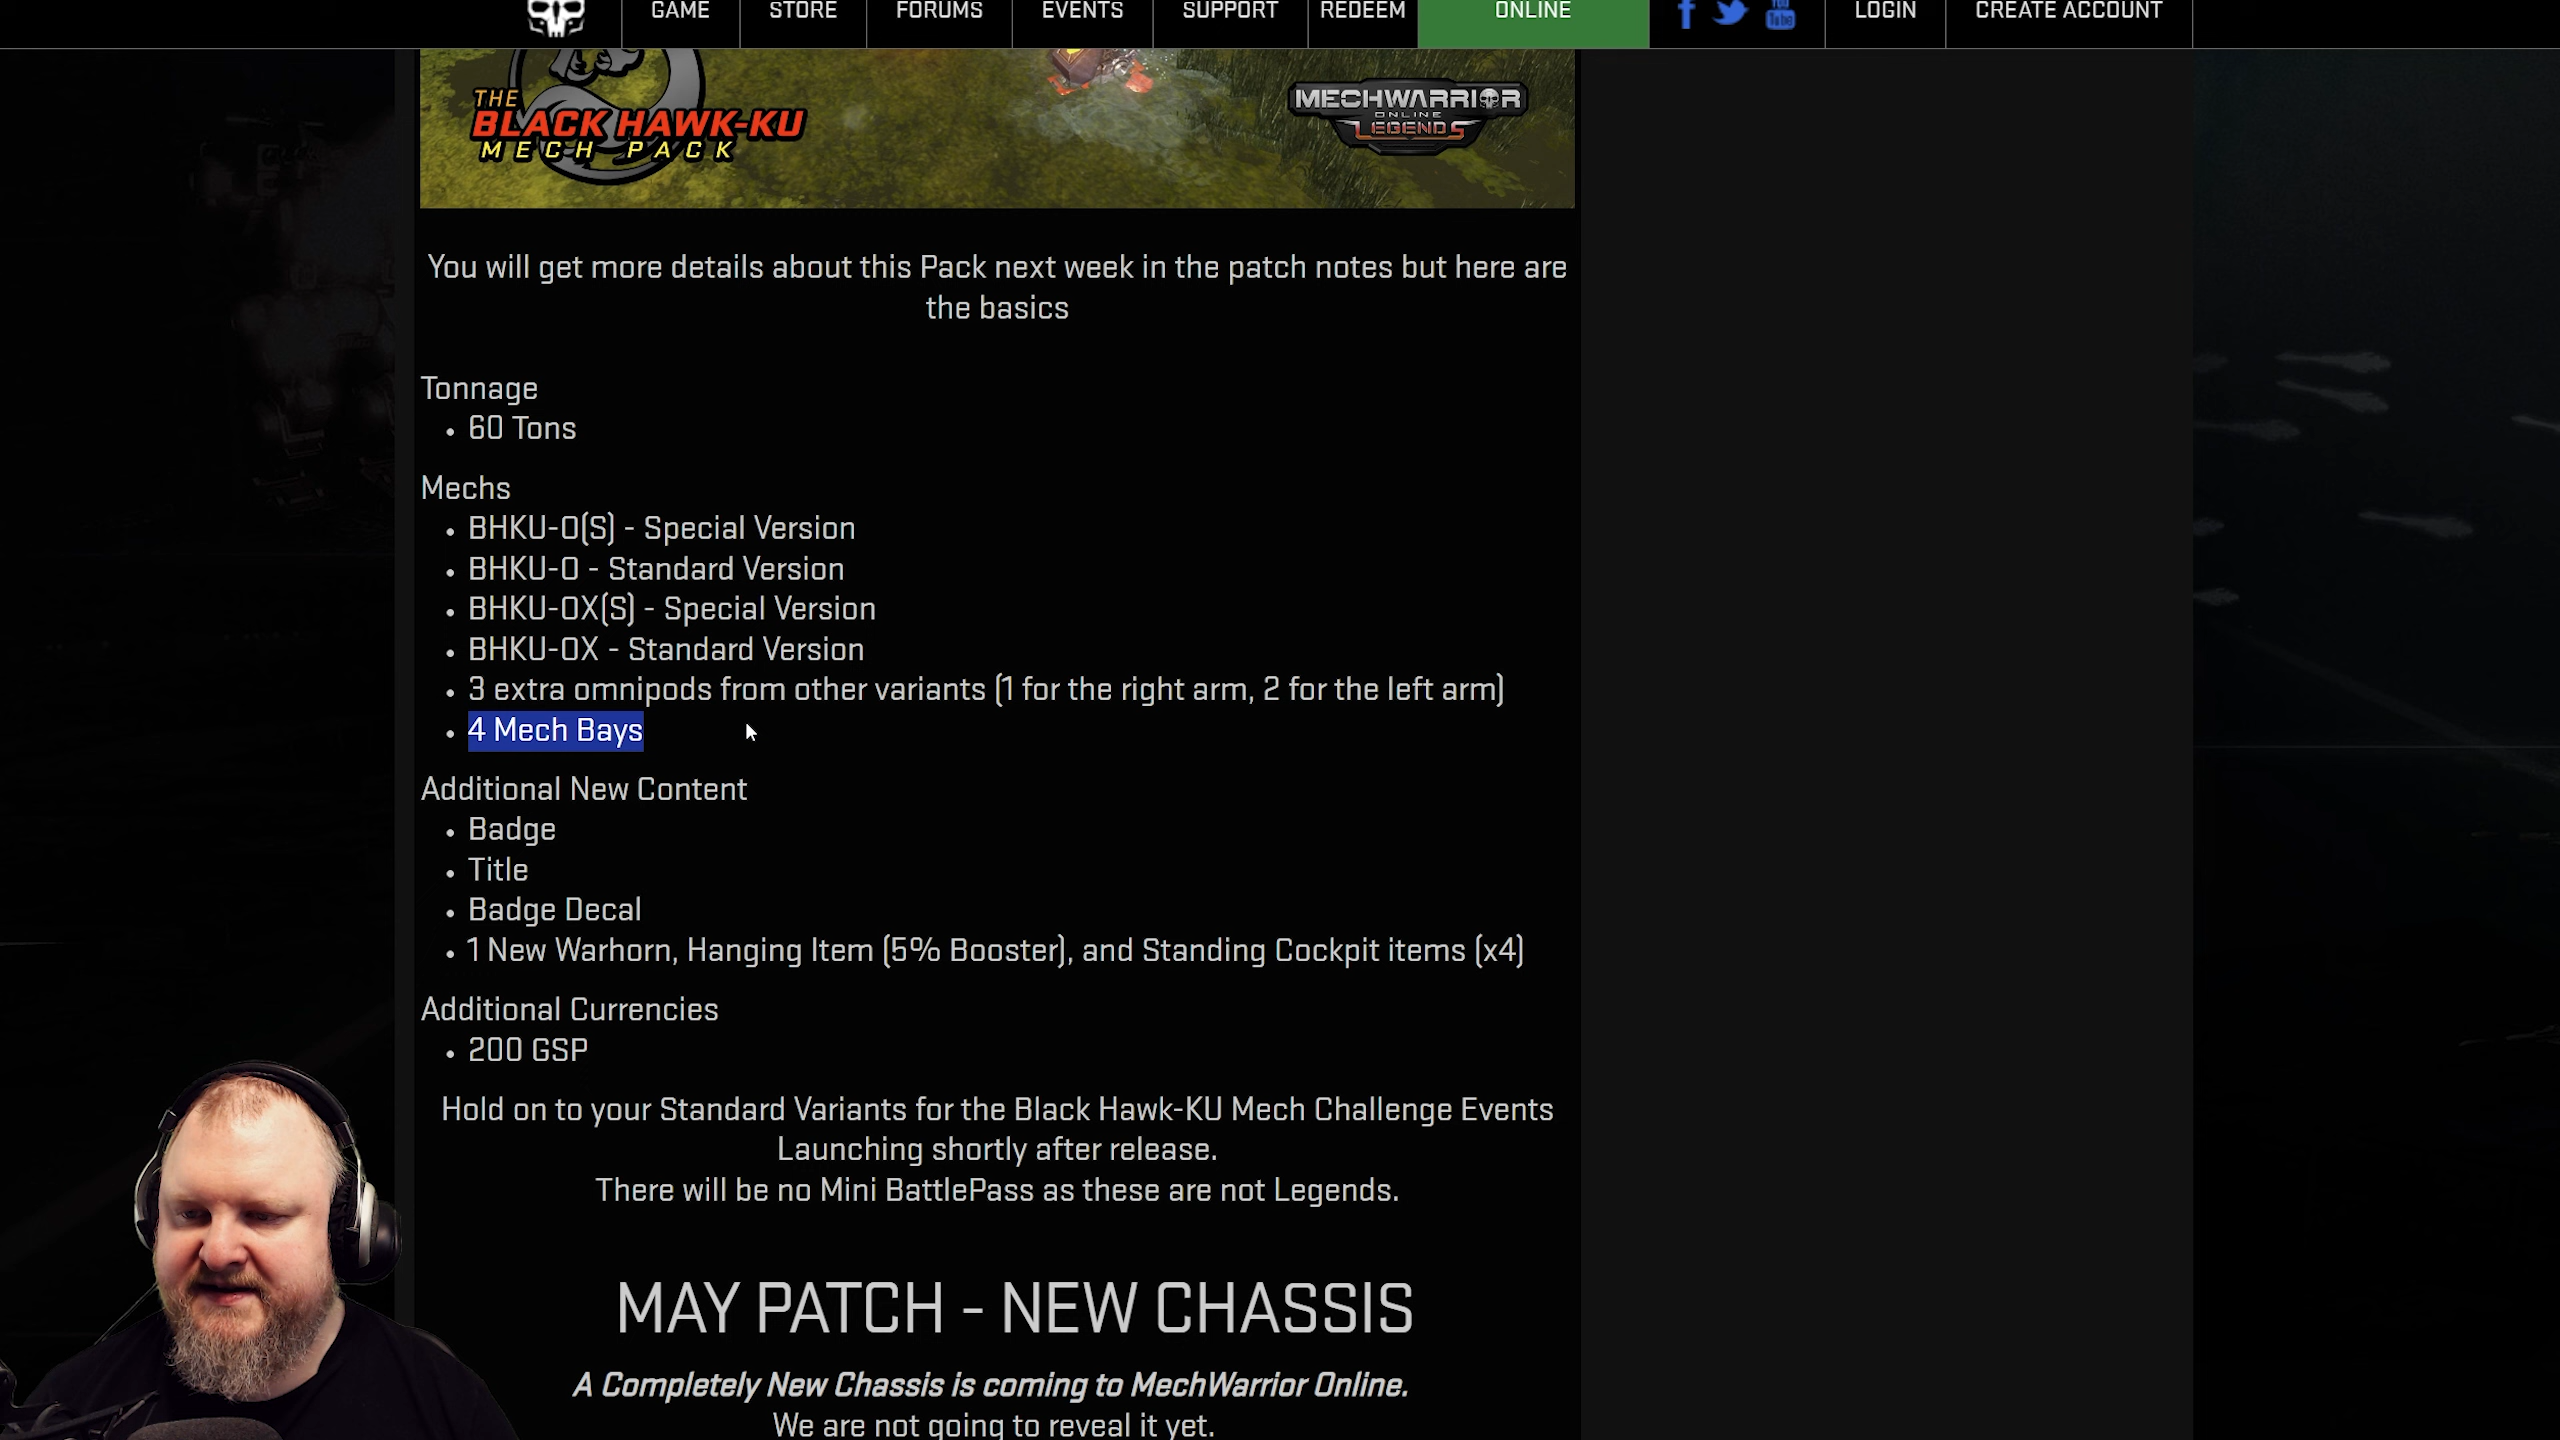 GAME
STORE
FORUMS
EVENTS
SUPPORT
REDEEM
ONLINE
f
You
Tube
LOGIN
CREATE ACCOUNT
THE
BLACK HAWK-KU
MECH PACK
MECHWARRIOR
ONLINE
LEGENDS
You will get more details about this Pack next week in the patch notes but here are
the basics
Tonnage
• 60 Tons
Mechs
• BHKU-O(S) - Special Version
• BHKU-O - Standard Version
• BHKU-OX(S) - Special Version
• BHKU-OX - Standard Version
• 3 extra omnipods from other variants (1 for the right arm, 2 for the left arm)
• 4 Mech Bays
Additional New Content
• Badge
• Title
• Badge Decal
• 1 New Warhorn, Hanging Item (5% Booster), and Standing Cockpit items (x4)
Additional Currencies
• 200 GSP
Hold on to your Standard Variants for the Black Hawk-KU Mech Challenge Events
Launching shortly after release.
There will be no Mini BattlePass as these are not Legends.
MAY PATCH - NEW CHASSIS
A Completely New Chassis is coming to MechWarrior Online.
We are not going to reveal it yet.